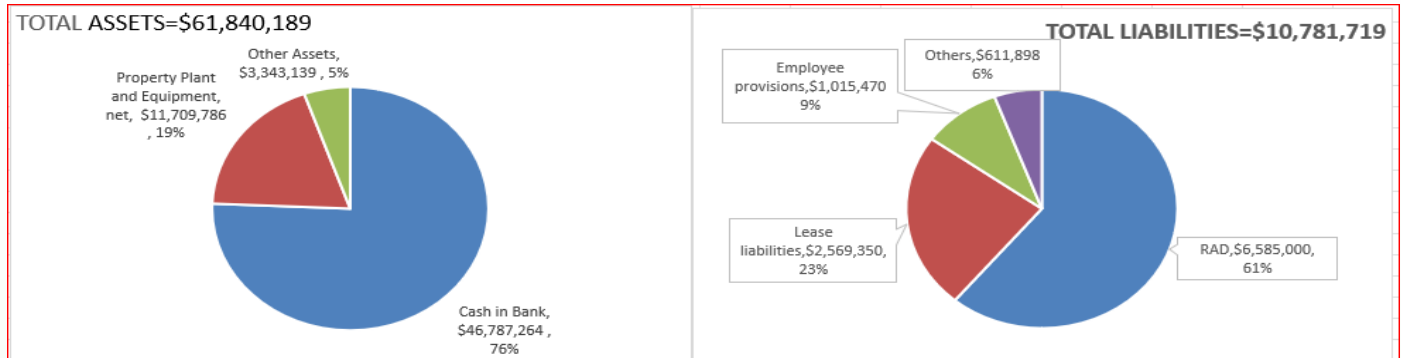 TOTAL ASSETS=$61,840,189
Other Assets,
$3,343,139 , 5%
Property Plant
and Equipment,
net, $11,709,786
, 19%
Cash in Bank,
$46,787,264 ,
76%
TOTAL LIABILITIES=$10,781,719
Others,$611,898
6%
Employee
provisions,$1,015,470
9%
Lease
liabilities,$2,569,350,
23%
RAD,$6,585,000,
61%